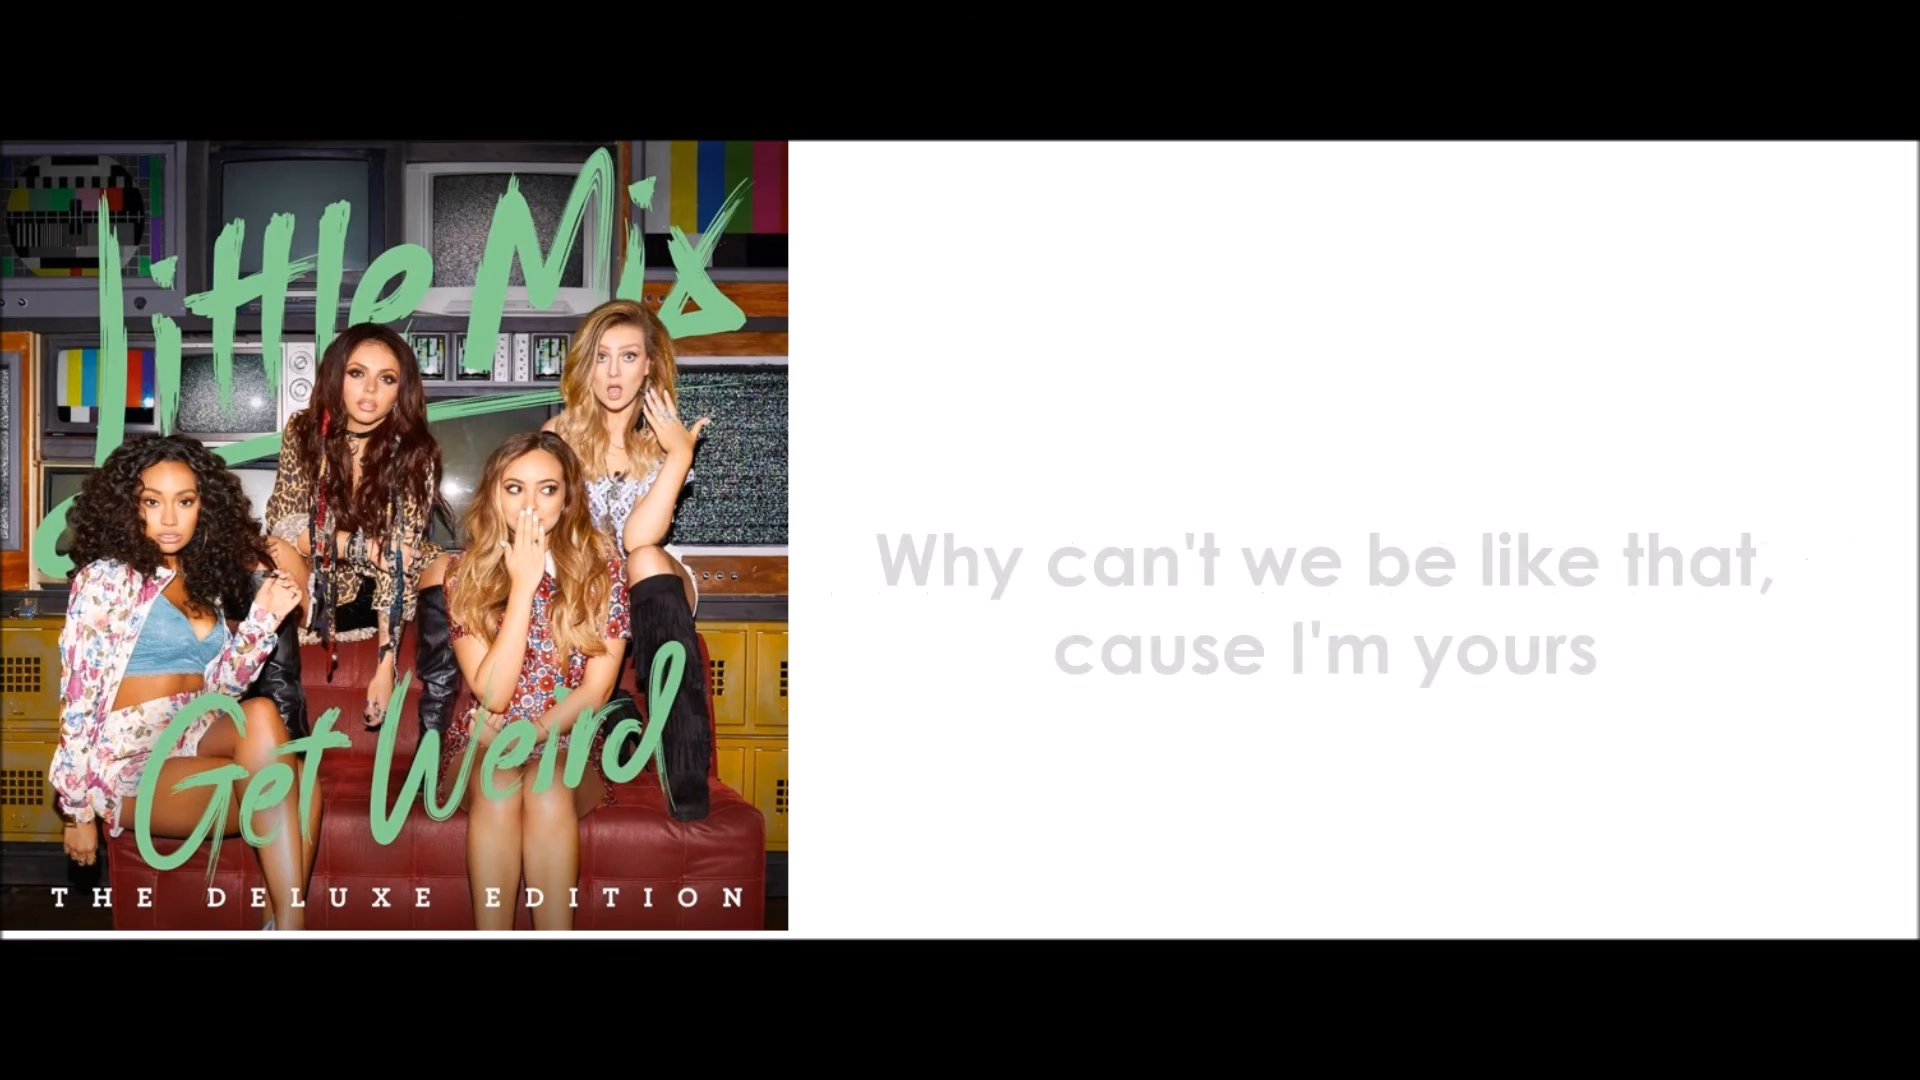 Little Mix
Get Weird
THE DELUXE EDITION
Why can't we be like that,
cause I'm yours